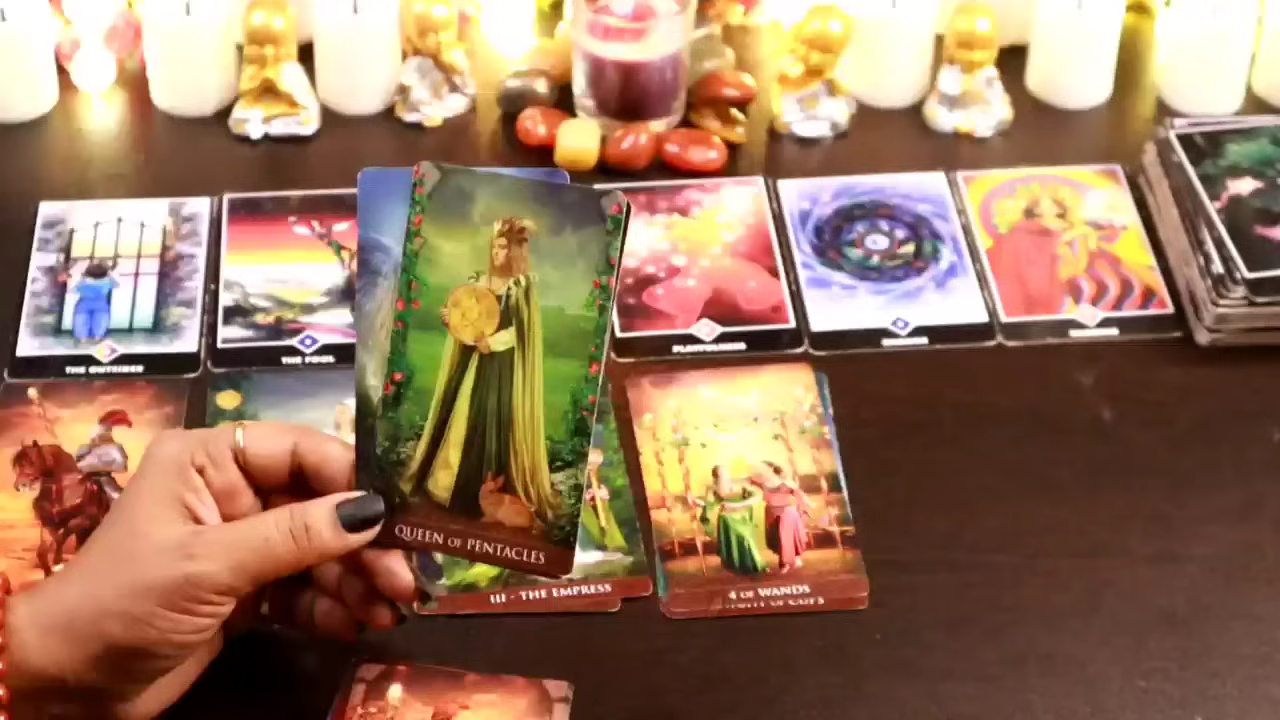 THE OUTSIDER
THE FOOL
PLAYFULNESS
QUEEN OF PENTACLES
III - THE EMPRESS
4 OF WANDS